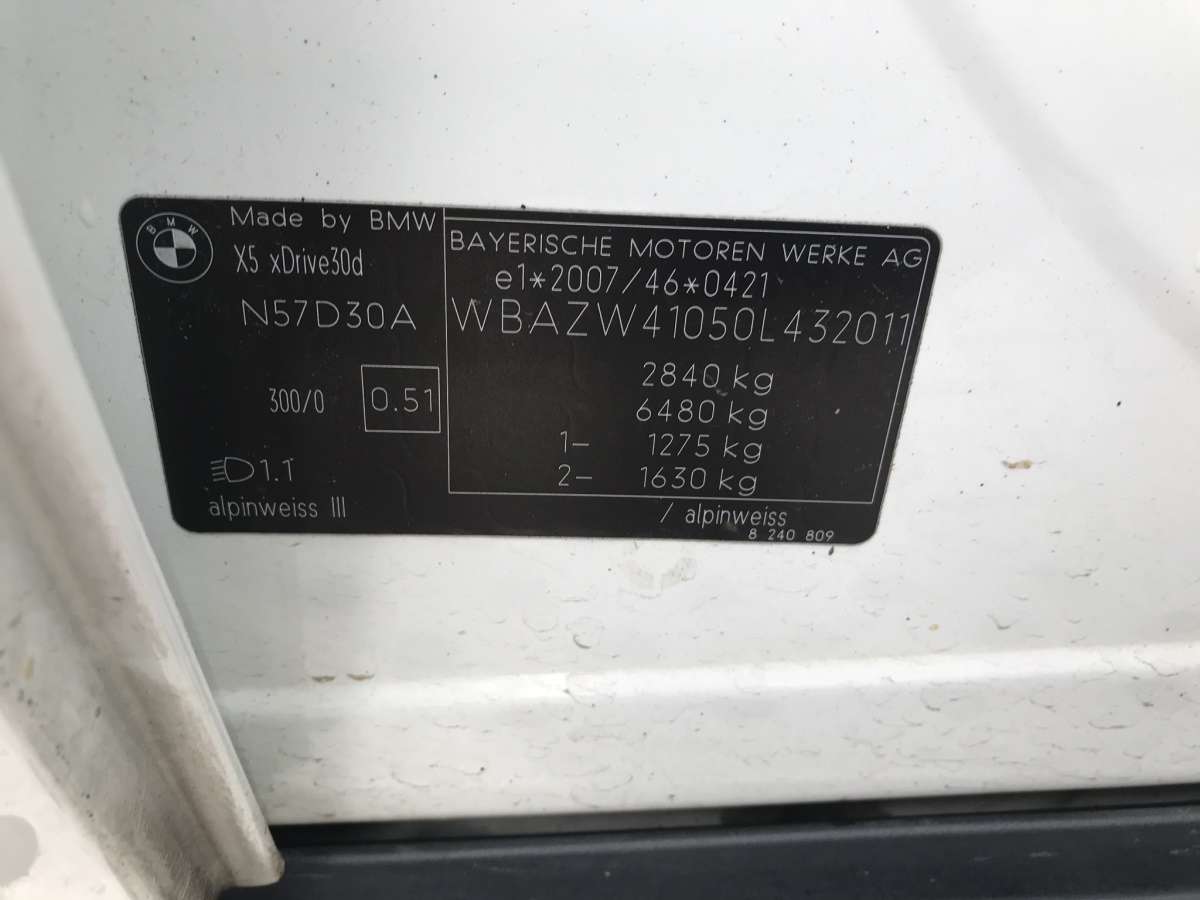 BMW
Made by BMW
X5 xDrive30d
N57D30A
300/0 0.51
1.1
alpinweiss III
BAYERISCHE MOTOREN WERKE AG
e1*2007/46*0421
WBAZW41050L432011
2840 kg
6480 kg
1– 1275 kg
2– 1630 kg
/ alpinweiss
8 240 809